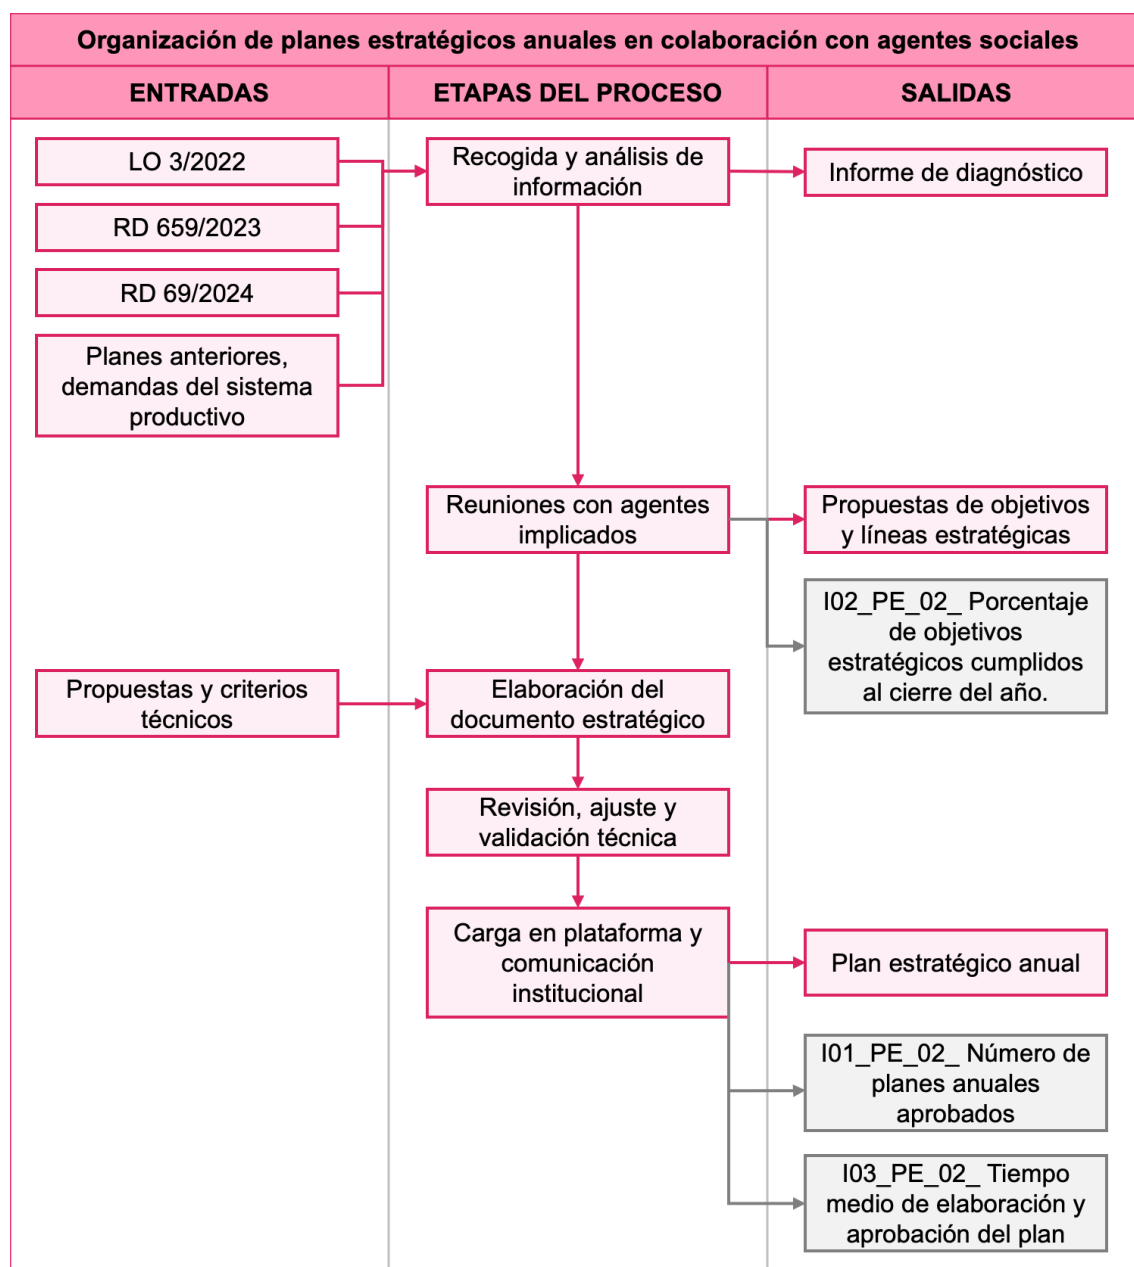 Organización de planes estratégicos anuales en colaboración con agentes sociales
ENTRADAS
ETAPAS DEL PROCESO
SALIDAS
LO 3/2022
Recogida y análisis de
información
Informe de diagnóstico
RD 659/2023
RD 69/2024
Planes anteriores,
demandas del sistema
productivo
Reuniones con agentes
implicados
Propuestas de objetivos
y líneas estratégicas
I02_PE_02_ Porcentaje
de objetivos
estratégicos cumplidos
al cierre del año.
Propuestas y criterios
técnicos
Elaboración del
documento estratégico
Revisión, ajuste y
validación técnica
Carga en plataforma y
comunicación
institucional
Plan estratégico anual
I01_PE_02_ Número de
planes anuales
aprobados
I03_PE_02_ Tiempo
medio de elaboración y
aprobación del plan